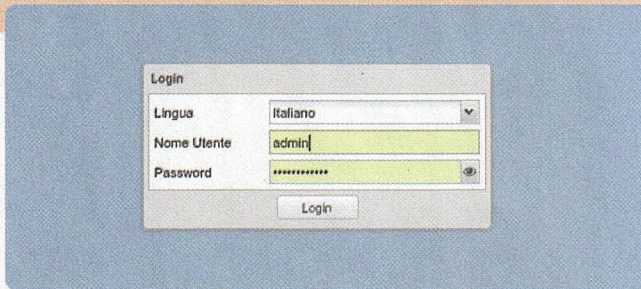 Login
Lingua Italiano
Nome Utente admin
Password ••••••••••••
Login